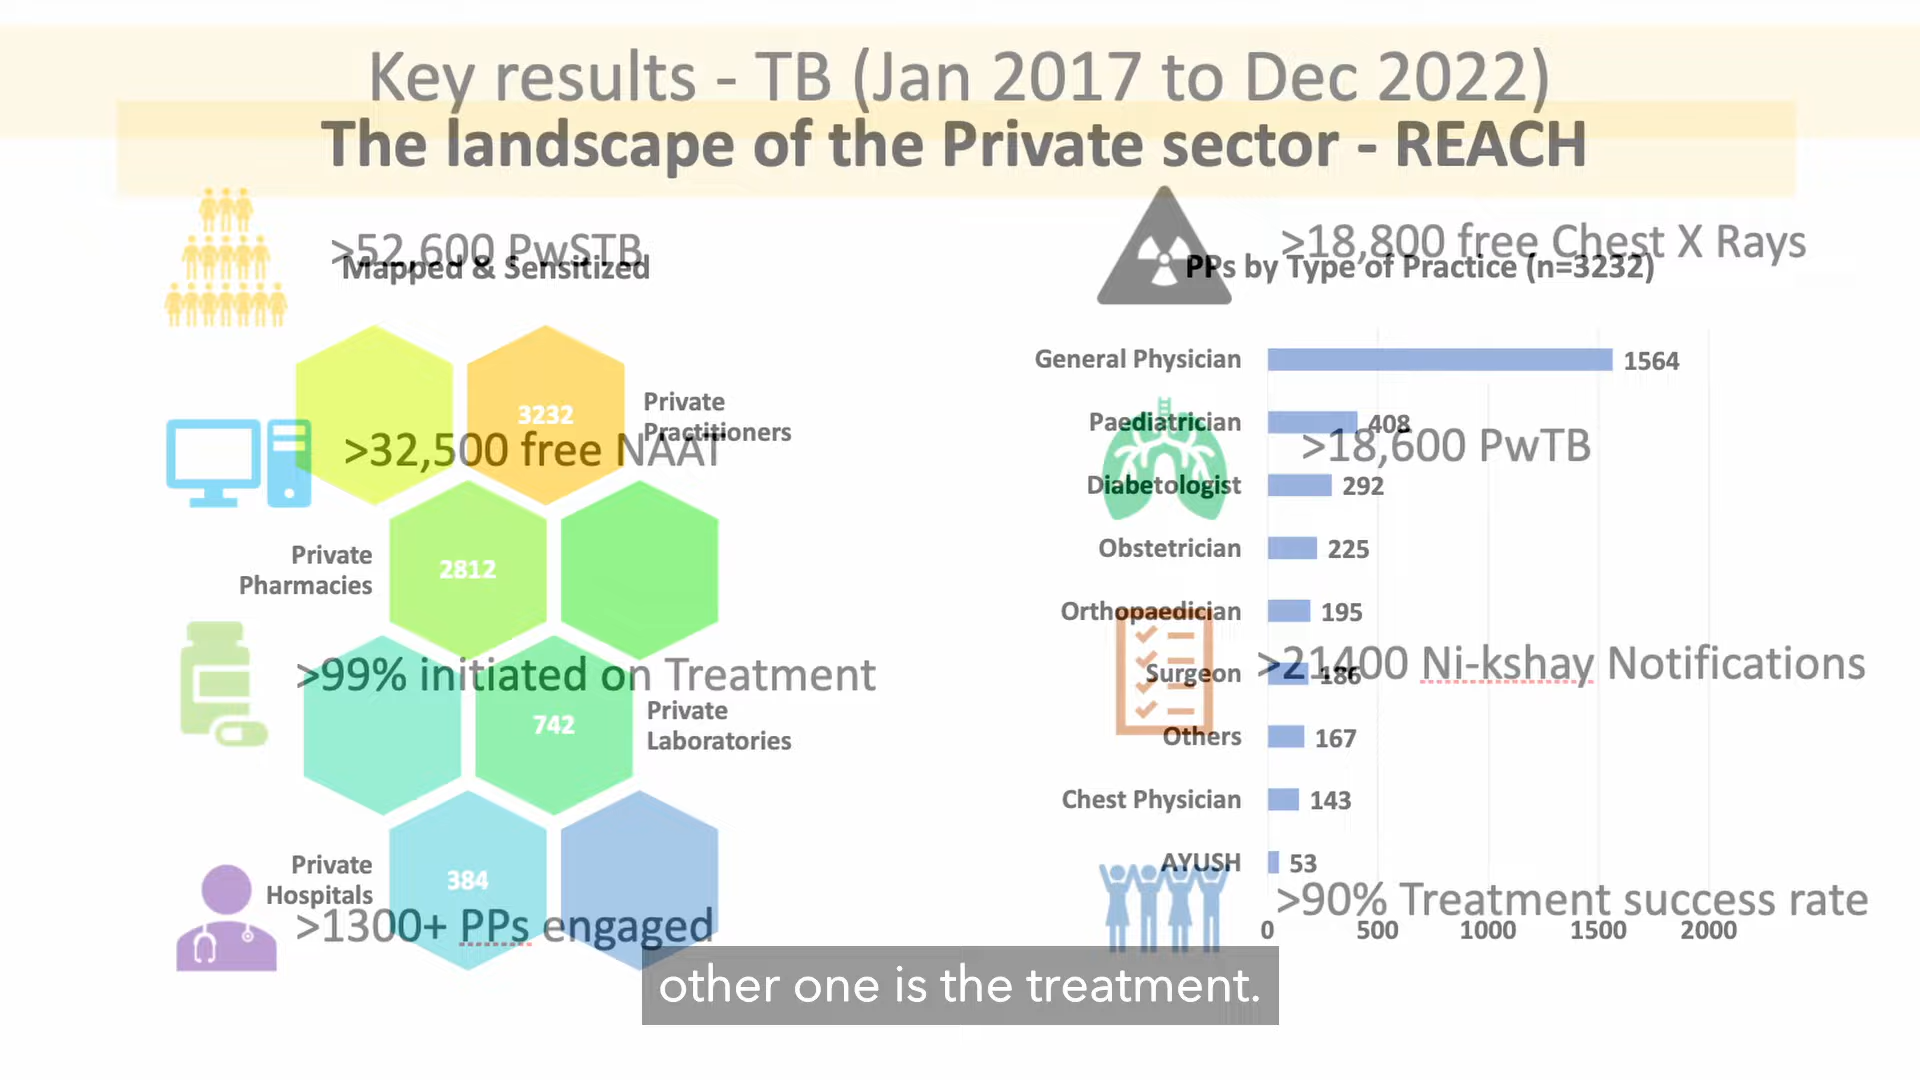 Key results - TB (Jan 2017 to Dec 2022)
The landscape of the Private sector - REACH
>52,600 PwSTB
Mapped & Sensitized
>18,800 free Chest X Rays
PPs by Type of Practice (n=3232)
3232
Private
Practitioners
>32,500 free NAAT
Private
Pharmacies
2812
>99% initiated on Treatment
742
Private
Laboratories
Private
Hospitals
384
>1300+ PPs engaged
General Physician 1564
Paediatrician 408
>18,600 PwTB
Diabetologist 292
Obstetrician 225
Orthopaedician 195
>21400 Ni-kshay Notifications
Surgeon 186
Others 167
Chest Physician 143
AYUSH 53
>90% Treatment success rate
0 500 1000 1500 2000
other one is the treatment.